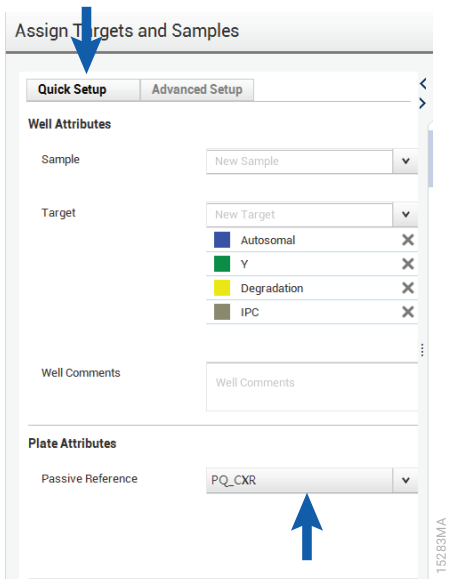 Assign Targets and Samples
Quick Setup
Advanced Setup
Well Attributes
Sample
New Sample
Target
New Target
Autosomal
Y
Degradation
IPC
Well Comments
Well Comments
Plate Attributes
Passive Reference
PQ_CXR
15283MA